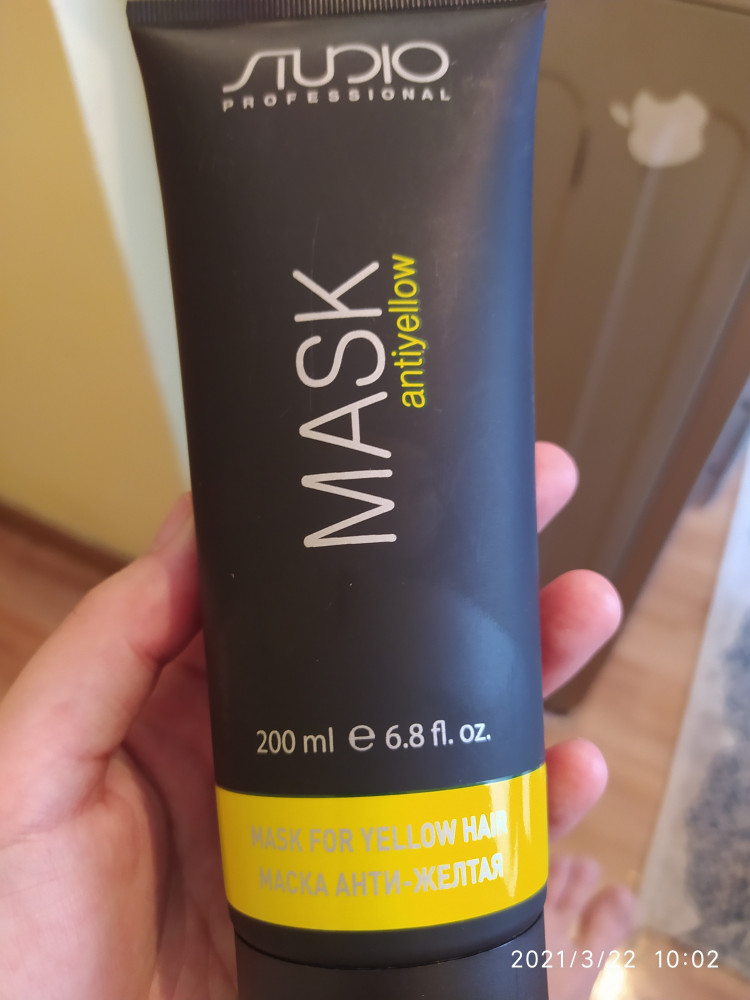 STUDIO
PROFESSIONAL
MASK
antiyellow
200 ml e 6.8 fl. oz.
MASK FOR YELLOW HAIR
МАСКА АНТИ-ЖЕЛТАЯ
2021/3/22 10:02